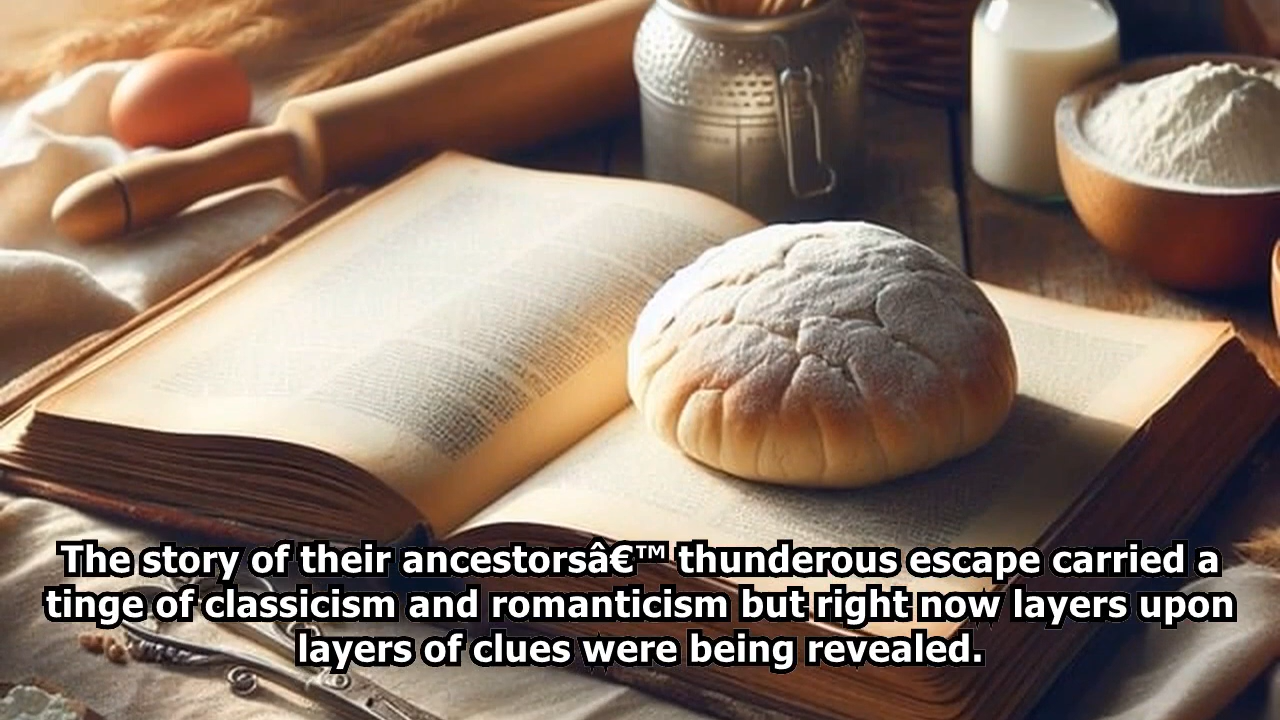 The story of their ancestorsâ€™ thunderous escape carried a
tinge of classicism and romanticism but right now layers upon
layers of clues were being revealed.